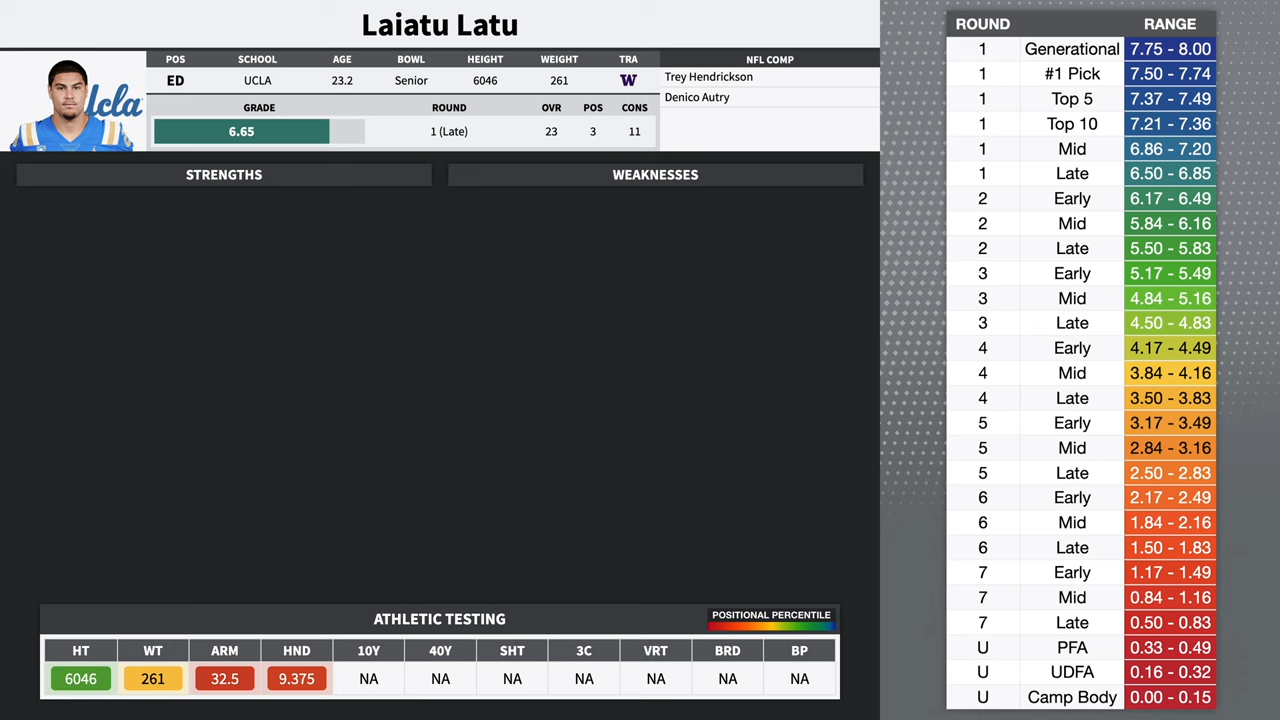 Laiatu Latu
POS SCHOOL AGE BOWL HEIGHT WEIGHT TRA NFL COMP
ED UCLA 23.2 Senior 6046 261 W Trey Hendrickson
Denico Autry
GRADE ROUND OVR POS CONS
6.65 1 (Late) 23 3 11
ucla
STRENGTHS WEAKNESSES
ATHLETIC TESTING POSITIONAL PERCENTILE
HT WT ARM HND 10Y 40Y SHT 3C VRT BRD BP
6046 261 32.5 9.375 NA NA NA NA NA NA NA
ROUND RANGE
1 Generational 7.75 - 8.00
1 #1 Pick 7.50 - 7.74
1 Top 5 7.37 - 7.49
1 Top 10 7.21 - 7.36
1 Mid 6.86 - 7.20
1 Late 6.50 - 6.85
2 Early 6.17 - 6.49
2 Mid 5.84 - 6.16
2 Late 5.50 - 5.83
3 Early 5.17 - 5.49
3 Mid 4.84 - 5.16
3 Late 4.50 - 4.83
4 Early 4.17 - 4.49
4 Mid 3.84 - 4.16
4 Late 3.50 - 3.83
5 Early 3.17 - 3.49
5 Mid 2.84 - 3.16
5 Late 2.50 - 2.83
6 Early 2.17 - 2.49
6 Mid 1.84 - 2.16
6 Late 1.50 - 1.83
7 Early 1.17 - 1.49
7 Mid 0.84 - 1.16
7 Late 0.50 - 0.83
U PFA 0.33 - 0.49
U UDFA 0.16 - 0.32
U Camp Body 0.00 - 0.15